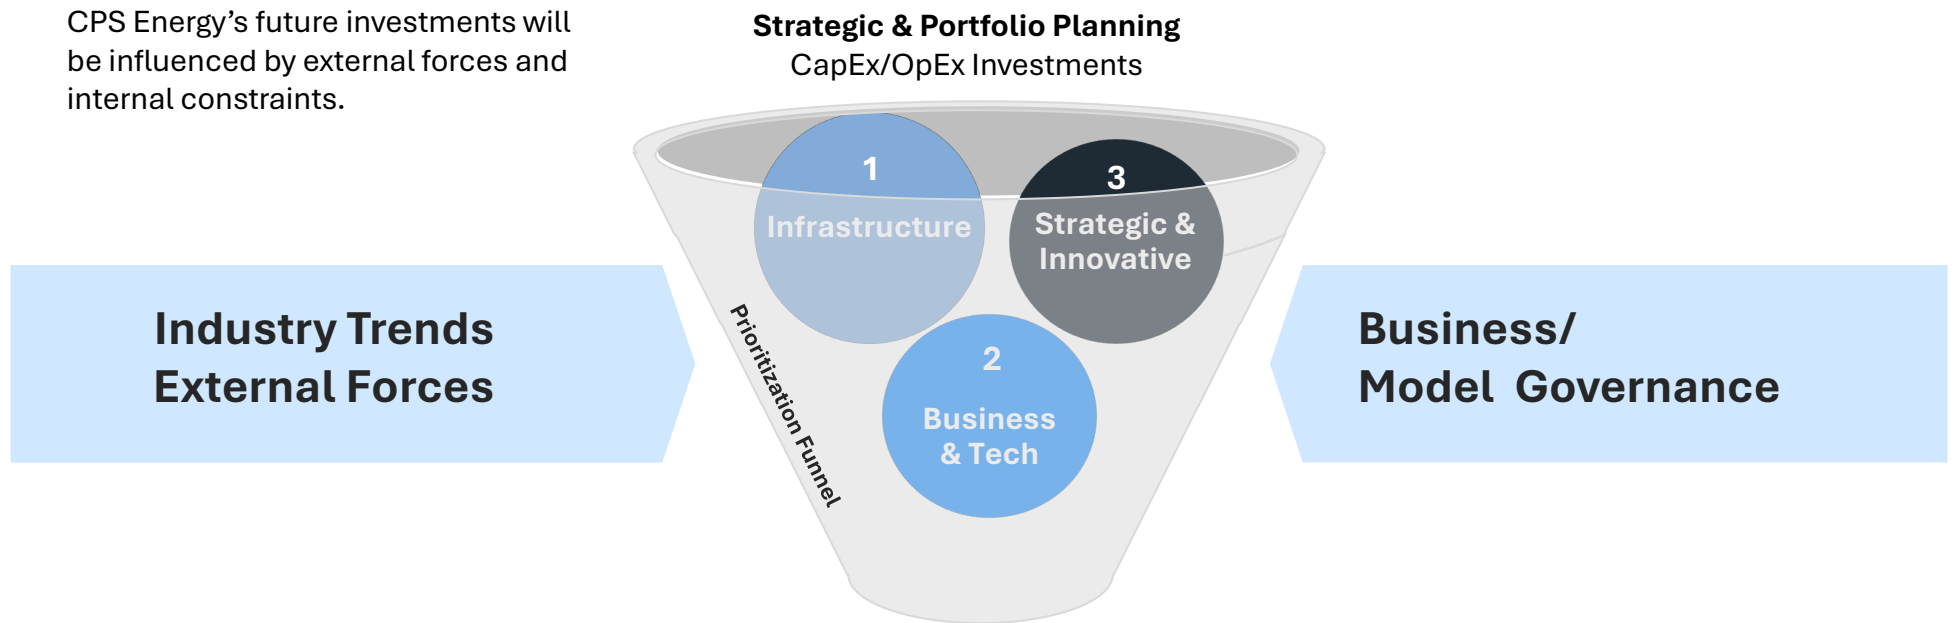 CPS Energy’s future investments will
be influenced by external forces and
internal constraints.
Strategic & Portfolio Planning
CapEx/OpEx Investments
1
Infrastructure
3
Strategic &
Innovative
2
Business
& Tech
Prioritization Funnel
Industry Trends
External Forces
Business/
Model  Governance